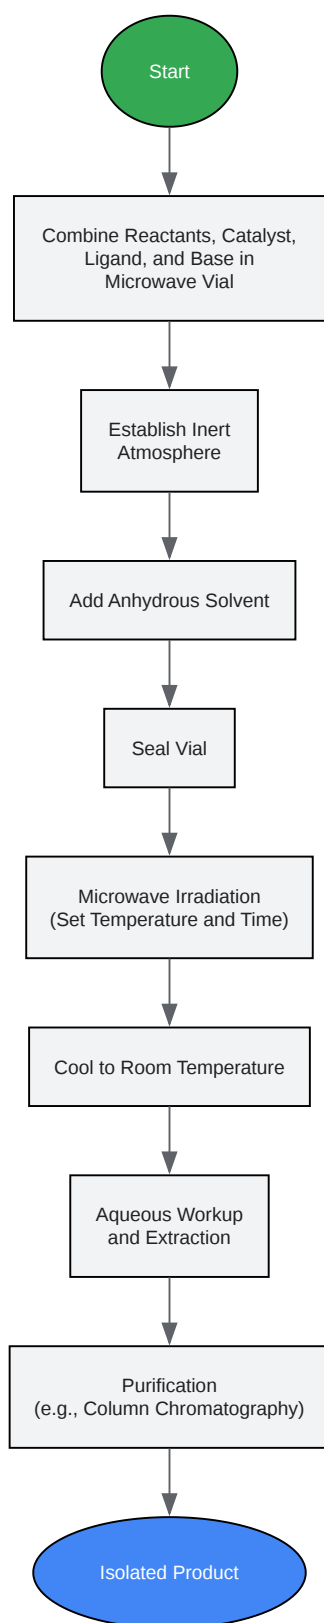 Start
Combine Reactants, Catalyst,
Ligand, and Base in
Microwave Vial
Establish Inert
Atmosphere
Add Anhydrous Solvent
Seal Vial
Microwave Irradiation
(Set Temperature and Time)
Cool to Room Temperature
Aqueous Workup
and Extraction
Purification
(e.g., Column Chromatography)
Isolated Product